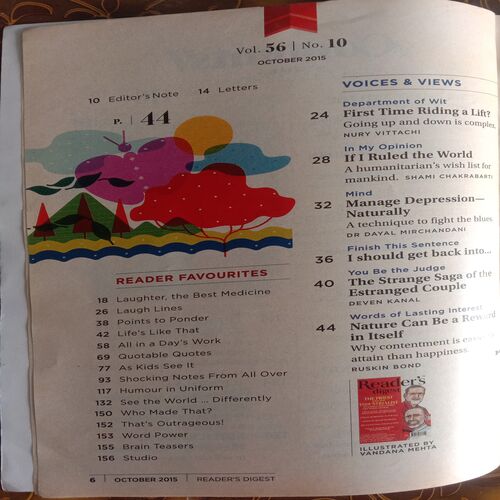 Vol. 56 | No. 10
OCTOBER 2015
10 Editor's Note 14 Letters
P. | 44
READER FAVOURITES
18 Laughter, the Best Medicine
26 Laugh Lines
38 Points to Ponder
42 Life's Like That
58 All in a Day's Work
69 Quotable Quotes
77 As Kids See It
93 Shocking Notes From All Over
117 Humour in Uniform
132 See the World ... Differently
150 Who Made That?
152 That's Outrageous!
153 Word Power
155 Brain Teasers
156 Studio
VOICES & VIEWS
Department of Wit
24 First Time Riding a Lift?
Going up and down is complex.
NURY VITTACHI
In My Opinion
28 If I Ruled the World
A humanitarian's wish list for
mankind. SHAMI CHAKRABARTI
Mind
32 Manage Depression—
Naturally
A technique to fight the blues.
DR DAYAL MIRCHANDANI
Finish This Sentence
36 I should get back into...
You Be the Judge
40 The Strange Saga of the
Estranged Couple
DEVEN KANAL
Words of Lasting Interest
44 Nature Can Be a Reward
in Itself
Why contentment is easier to
attain than happiness.
RUSKIN BOND
Reader's
digest
ILLUSTRATED BY
VANDANA MEHTA
6 | OCTOBER 2015 | READER'S DIGEST